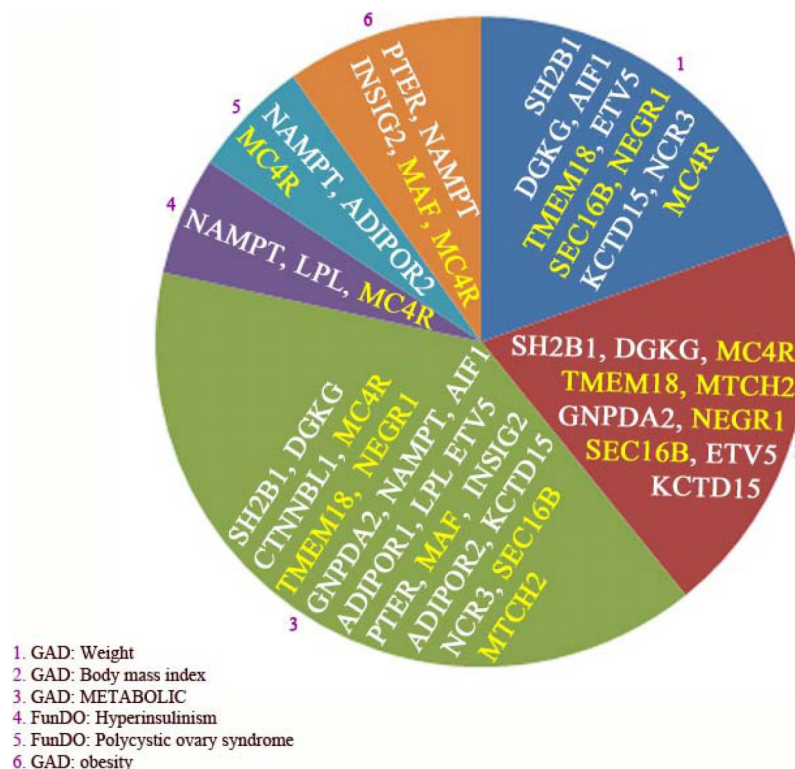 6
PTER, NAMPT
INSIG2, MAF, MC4R
1
SH2B1
DGKG, AIF1
TMEM18, ETV5
SEC16B, NEGR1
KCTD15, NCR3
MC4R
5
NAMPT, ADIPOR2
MC4R
4
NAMPT, LPL, MC4R
SH2B1, DGKG, MC4R
TMEM18, MTCH2
GNPDA2, NEGR1
SEC16B, ETV5
KCTD15
SH2B1, DGKG
CTNNBL1, MC4R
TMEM18, NEGR1
GNPDA2, NAMPT, AIF1
ADIPOR1, LPL ETV5
PTER, MAF, INSIG2
ADIPOR2, KCTD15
NCR3, SEC16B
MTCH2
3
1. GAD: Weight
2. GAD: Body mass index
3. GAD: METABOLIC
4. FunDO: Hyperinsulinism
5. FunDO: Polycystic ovary syndrome
6. GAD: obesity